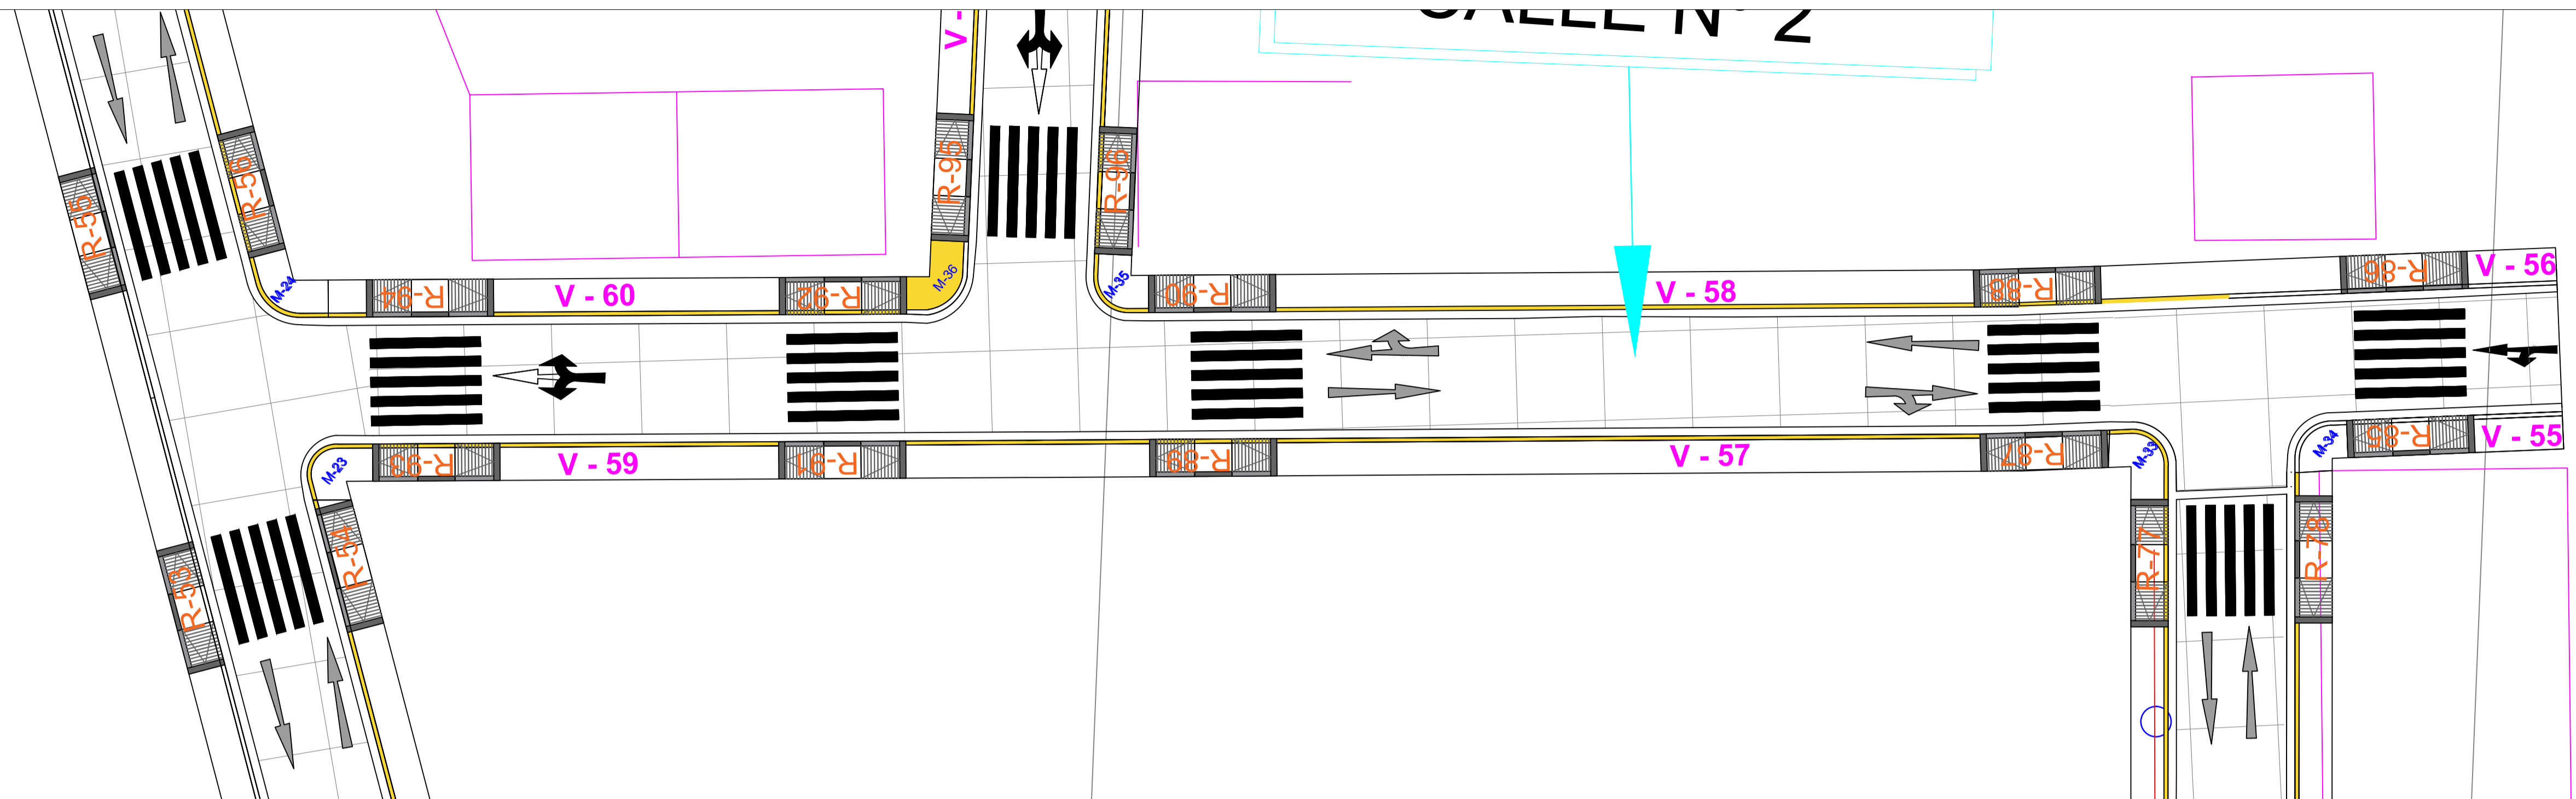 CALLE N° 2
V -
R-95
R-96
R-56
R-55
M-24
M-36
M-35
R-94
V - 60
R-92
R-90
V - 58
R-88
R-86
V - 56
M-23
R-93
V - 59
R-91
R-89
V - 57
R-87
M-33
M-34
R-85
V - 55
R-53
R-54
R-77
R-78